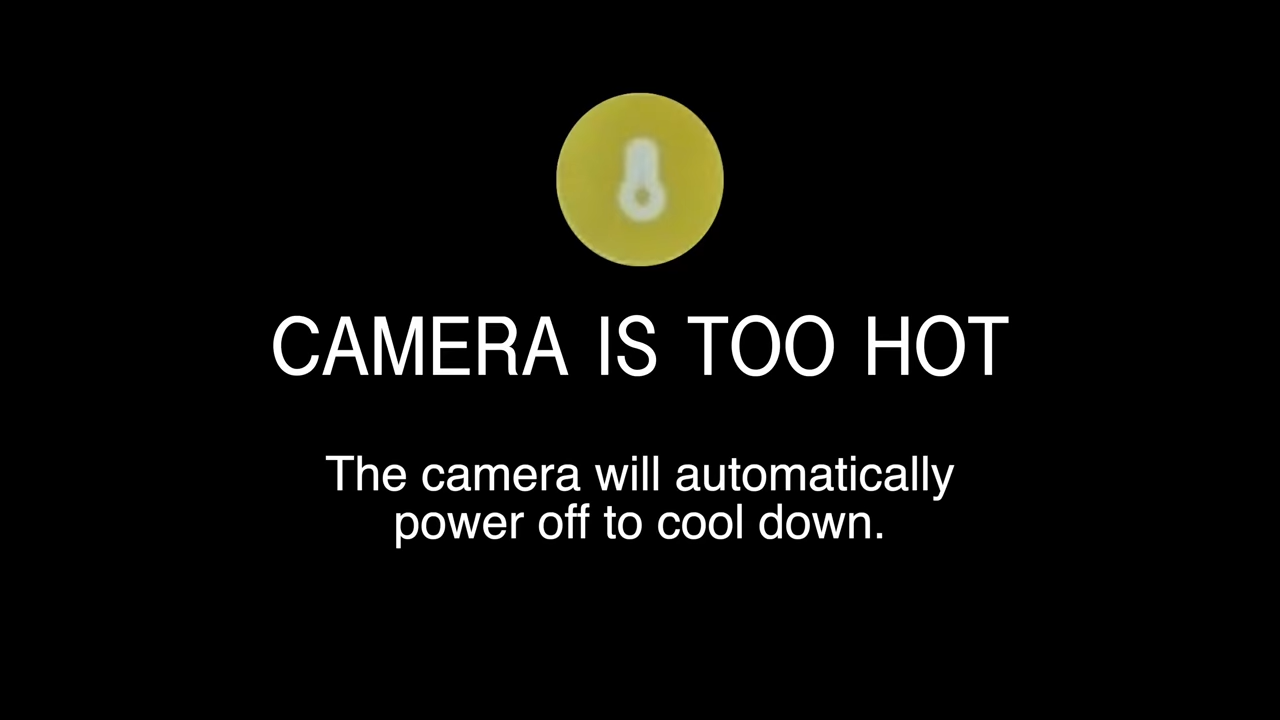 CAMERA IS TOO HOT
The camera will automatically
power off to cool down.